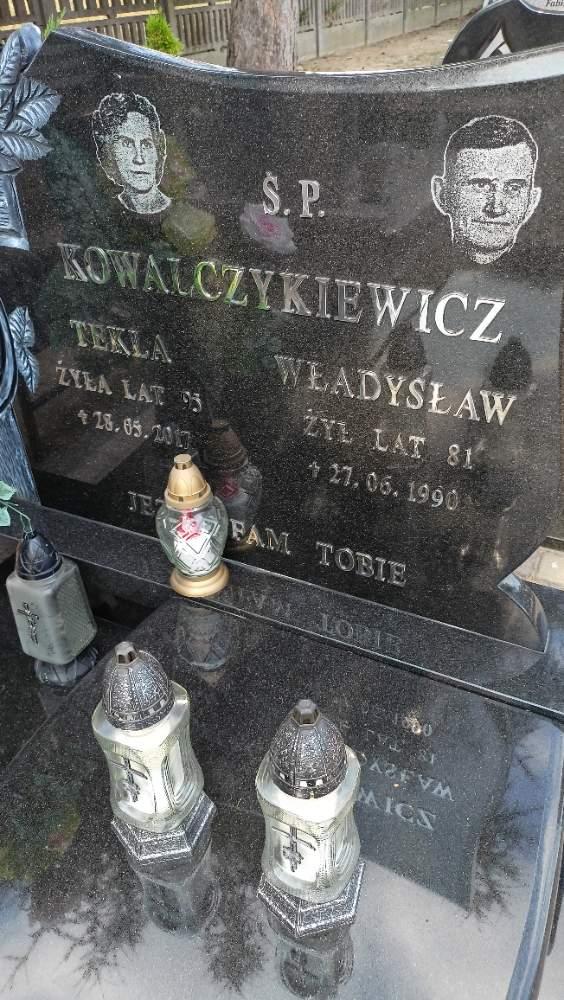 Ś.P.
KOWALCZYKIEWICZ
TEKLA
ŻYŁA LAT 95
+ 28.05.2017
WŁADYSŁAW
ŻYŁ LAT 81
+ 27.06.1990
TOBIE